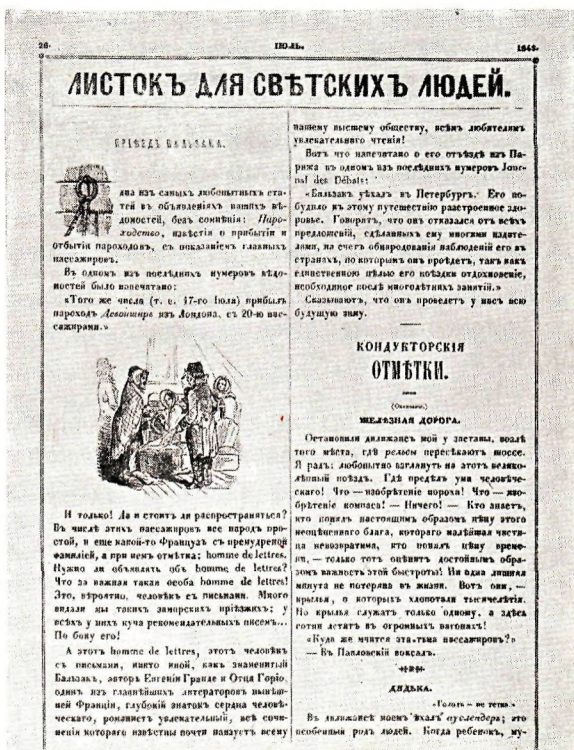 26.
ІЮЛЬ.
1843.
ЛИСТОКЪ ДЛЯ СВѢТСКИХЪ ЛЮДЕЙ.
ПРІѢЗДЪ БАЛЬЗАКА.
два изъ самыхъ любопытныхъ ста-
тей въ объявленіяхъ нашихъ вѣ-
домостей, безъ сомнѣнія: Паро-
ходство, извѣстія о прибытіи и
отбытіи пароходовъ, съ показаніемъ главныхъ
пассажировъ.
Въ одномъ изъ послѣднихъ нумеровъ вѣдо-
мостей было напечатано:
«Того же числа (т. е. 17-го Іюля) прибылъ
пароходъ Девонширъ изъ Лондона, съ 20-ю пас-
сажирами.»
И только! Да и стоитъ ли распространяться?
Въ числѣ этихъ пассажировъ все народъ про-
стой, и еще какой-то Французъ съ премудреной
фамиліей, а при немъ отмѣтка: homme de lettres.
Нужно ли объявлять объ homme de lettres?
Что за важная такая особа homme de lettres!
Это, вѣроятно, человѣкъ съ письмами. Много
видали мы такихъ заморскихъ пріѣзжихъ; у
всѣхъ у нихъ куча рекомендательныхъ писемъ...
По боку его!
А этотъ homme de lettres, этотъ человѣкъ
съ письмами, никто иной, какъ знаменитый
Бальзакъ, авторъ Евгеніи Гранде и Отца Горіо,
одинъ изъ главнѣйшихъ литераторовъ нынѣш-
ней Франціи, глубокій знатокъ сердца человѣ-
ческаго, романистъ увлекательный, всѣ сочи-
ненія котораго извѣстны почти наизустъ всему
нашему высшему обществу, всѣмъ любителямъ
увлекательнаго чтенія!
Вотъ что напечатано о его отъѣздѣ изъ Па-
рижа въ одномъ изъ послѣднихъ нумеровъ Jour-
nal des Débats:
«Бальзакъ уѣхалъ въ Петербургъ. Его по-
будило къ этому путешествію разстроенное здо-
ровье. Говорятъ, что онъ отказался отъ всѣхъ
предложеній, сдѣланныхъ ему многими издате-
лями, на счетъ обнародованія наблюденій его въ
странахъ, по которымъ онъ проѣдетъ, такъ какъ
единственною цѣлью его поѣздки отдохновеніе,
необходимое послѣ многолѣтнихъ занятій.»
Сказываютъ, что онъ проведетъ у насъ всю
будущую зиму.
КОНДУКТОРСКІЯ
ОТМѢТКИ.
(Окончаніе.)
ЖЕЛѢЗНАЯ ДОРОГА.
Остановили дилижансъ мой у заставы, возлѣ
того мѣста, гдѣ рельсы пересѣкаютъ шоссе.
Я радъ: любопытно взглянуть на этотъ велико-
лѣпный поѣздъ. Гдѣ предѣлъ ума человѣче-
скаго! Что — изобрѣтеніе пороха! Что — изо-
брѣтеніе компаса! — Ничего! — Кто знаетъ,
кто понялъ настоящимъ образомъ цѣну этого
неоцѣненнаго блага, котораго малѣйшая части-
ца невозвратима, кто понялъ цѣну време-
ни, — только тотъ оцѣнитъ достойнымъ обра-
зомъ важность этой быстроты! Ни одна лишняя
минута не потеряна въ жизни. Вотъ они, —
крылья, о которыхъ хлопотали тысячелѣтія.
Но крылья служатъ только одному, а здѣсь
сотни летятъ въ огромныхъ вагонахъ!
«Куда же мчится эта тьма пассажировъ?»
— Въ Павловскій воксалъ.
ДЯДЬКА.
«Голодъ — не тетка.»
Въ дилижансѣ моемъ ѣхалъ ауслендеръ; это
особенный родъ людей. Когда ребенокъ, му-